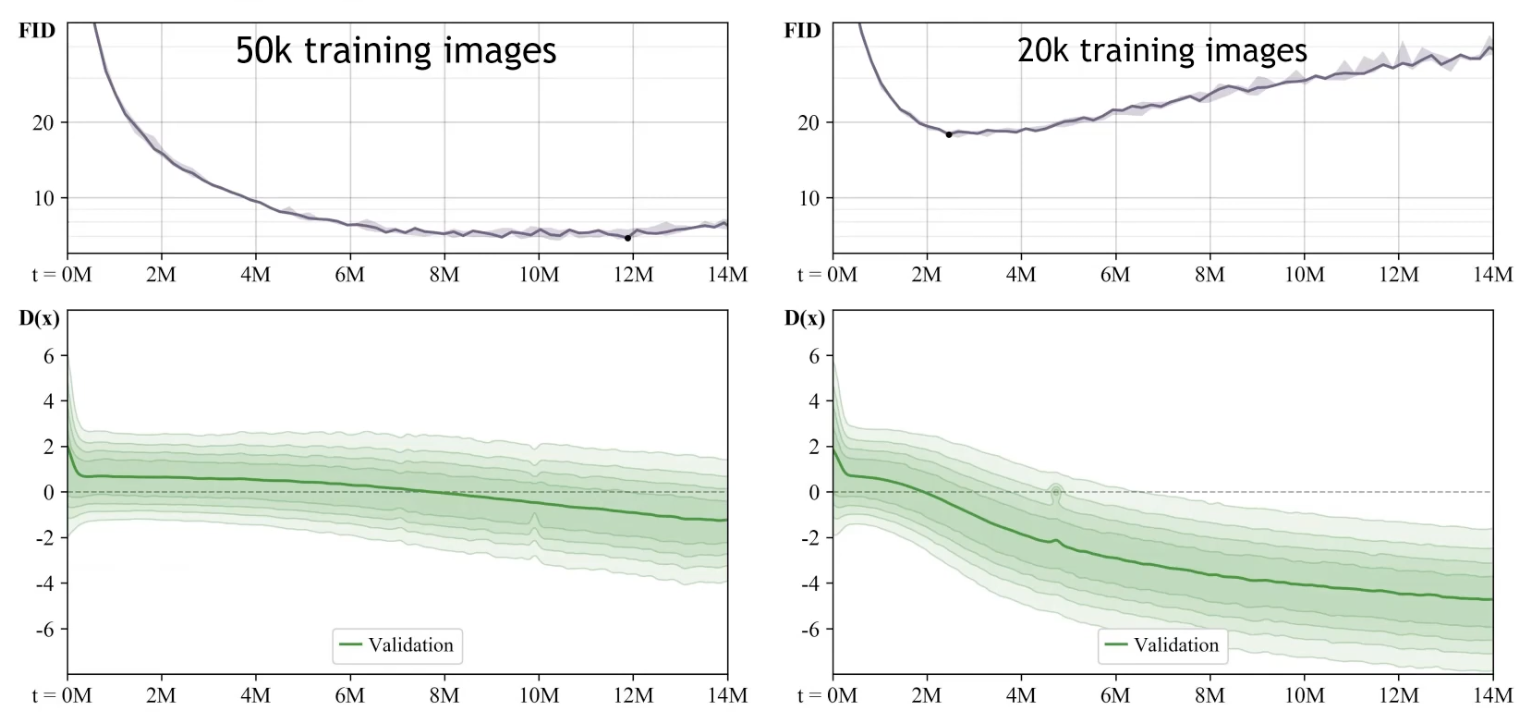 FID
50k training images
20
10
t = 0M 2M 4M 6M 8M 10M 12M 14M
FID
20k training images
20
10
t = 0M 2M 4M 6M 8M 10M 12M 14M
D(x)
6
4
2
0
-2
-4
-6
Validation
t = 0M 2M 4M 6M 8M 10M 12M 14M
D(x)
6
4
2
0
-2
-4
-6
Validation
t = 0M 2M 4M 6M 8M 10M 12M 14M